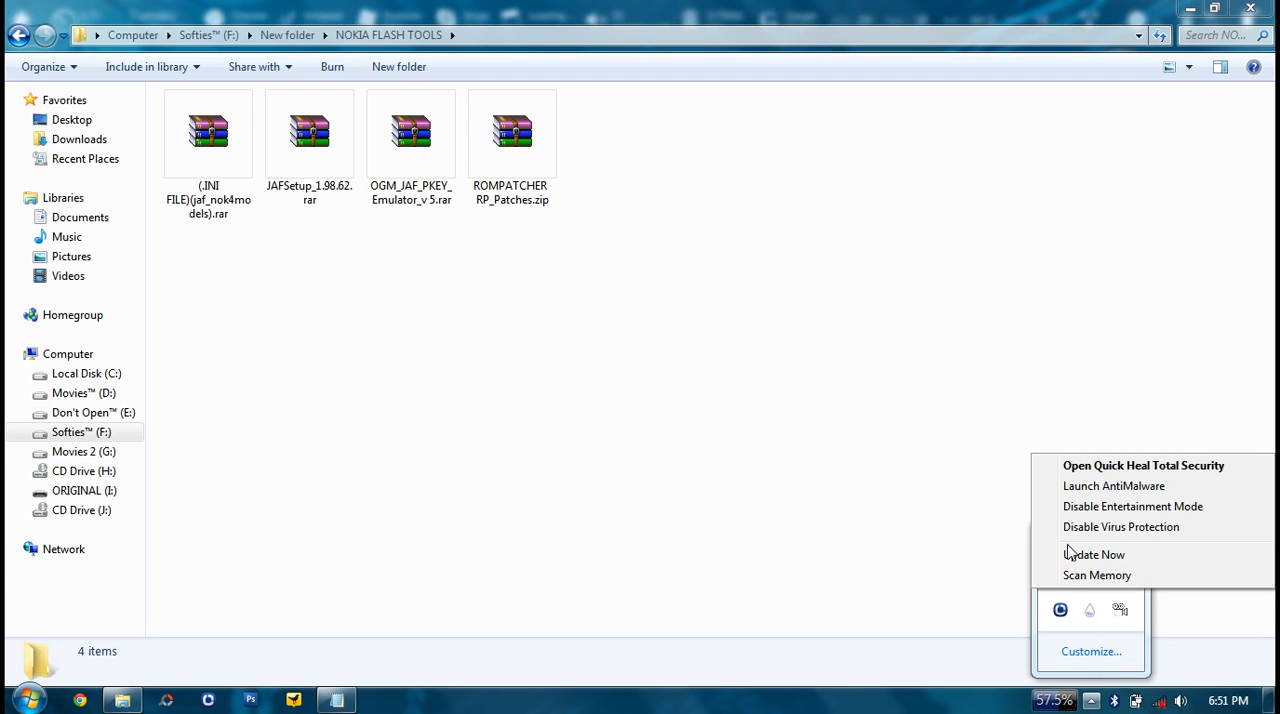 Computer Softies™ (F:) New folder NOKIA FLASH TOOLS Search NO...
Organize Include in library Share with Burn New folder
Favorites
Desktop
Downloads
Recent Places
Libraries
Documents
Music
Pictures
Videos
Homegroup
Computer
Local Disk (C:)
Movies™ (D:)
Don't Open™ (E:)
Softies™ (F:)
Movies 2 (G:)
CD Drive (H:)
ORIGINAL (I:)
CD Drive (J:)
Network
(.INI
FILE)(jaf_nok4mo
dels).rar
JAFSetup_1.98.62.
rar
OGM_JAF_PKEY_
Emulator_v 5.rar
ROMPATCHER
RP_Patches.zip
Open Quick Heal Total Security
Launch AntiMalware
Disable Entertainment Mode
Disable Virus Protection
Update Now
Scan Memory
Customize...
4 items
Ps
57.5%
6:51 PM